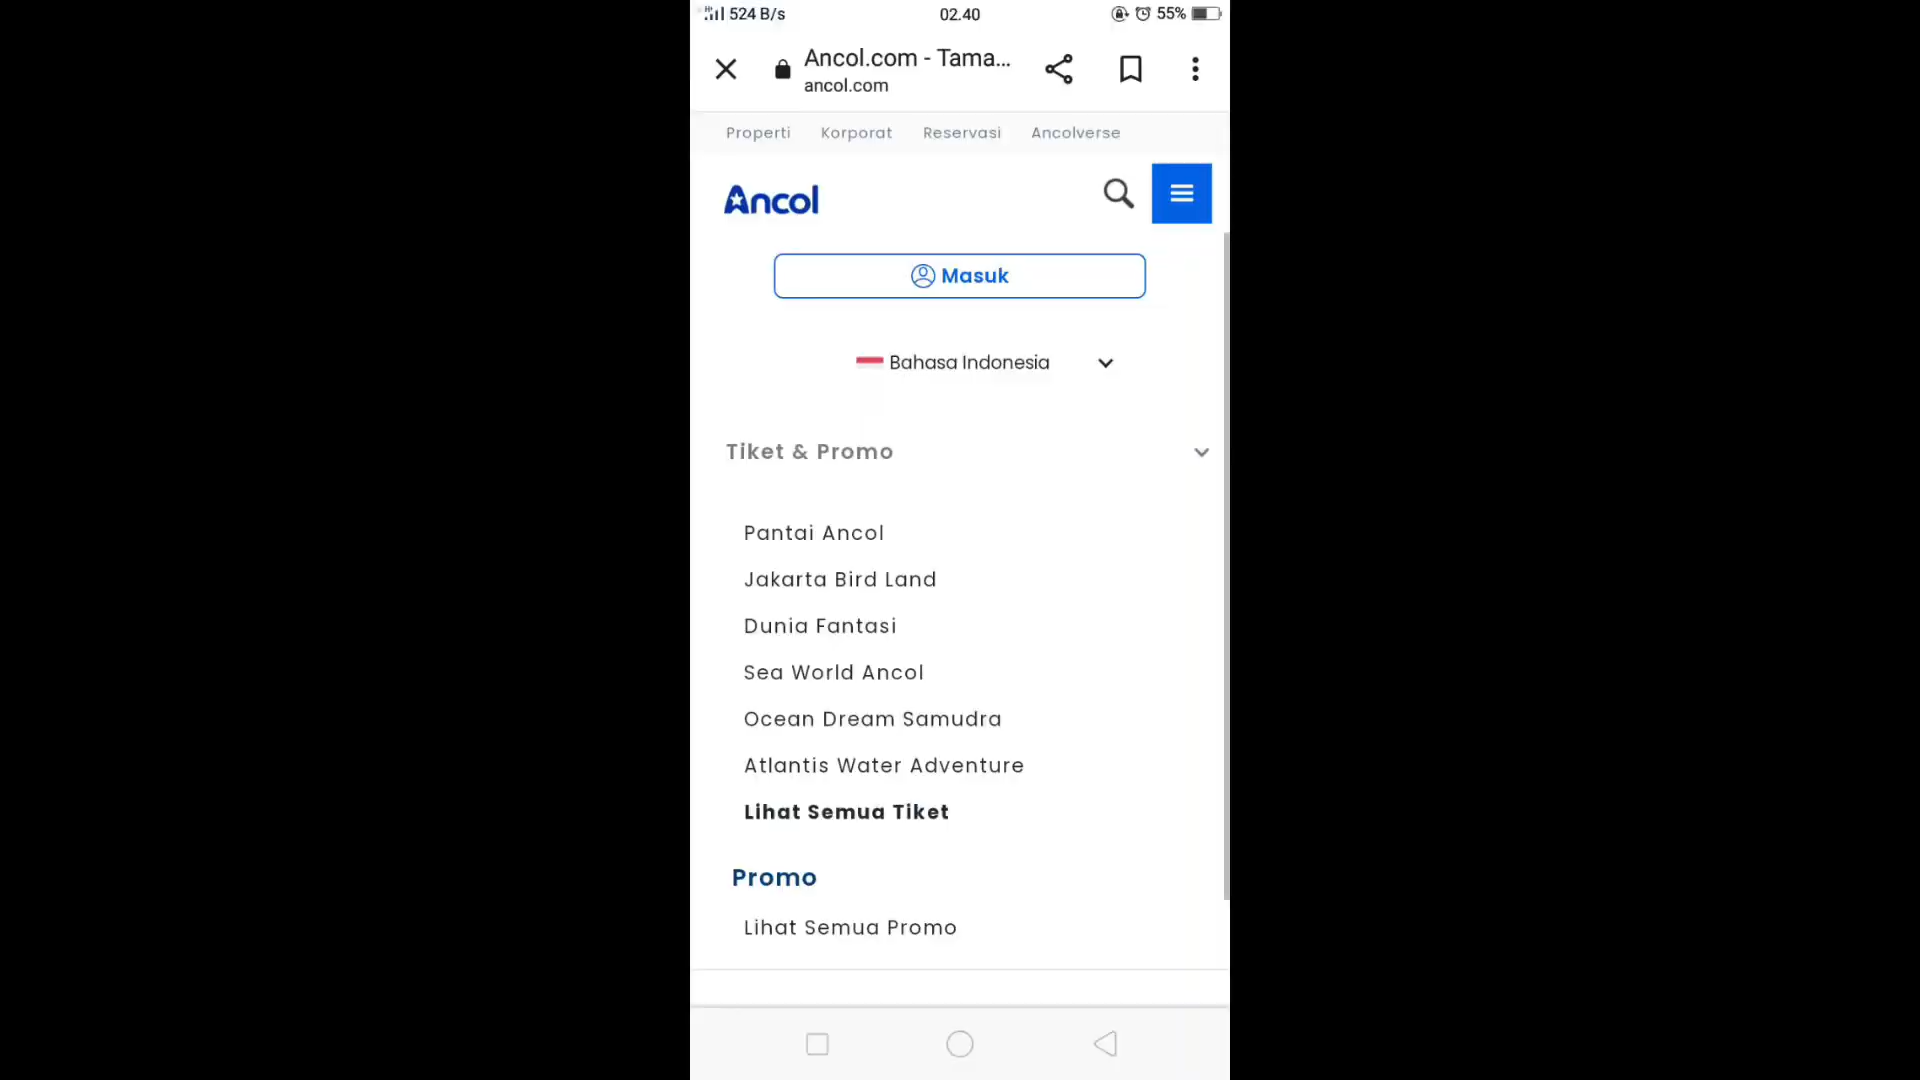 524 B/s 02.40 55%
Ancol.com - Tama...
ancol.com
Properti Korporat Reservasi Ancolverse
Ancol
Masuk
Bahasa Indonesia
Tiket & Promo
Pantai Ancol
Jakarta Bird Land
Dunia Fantasi
Sea World Ancol
Ocean Dream Samudra
Atlantis Water Adventure
Lihat Semua Tiket
Promo
Lihat Semua Promo